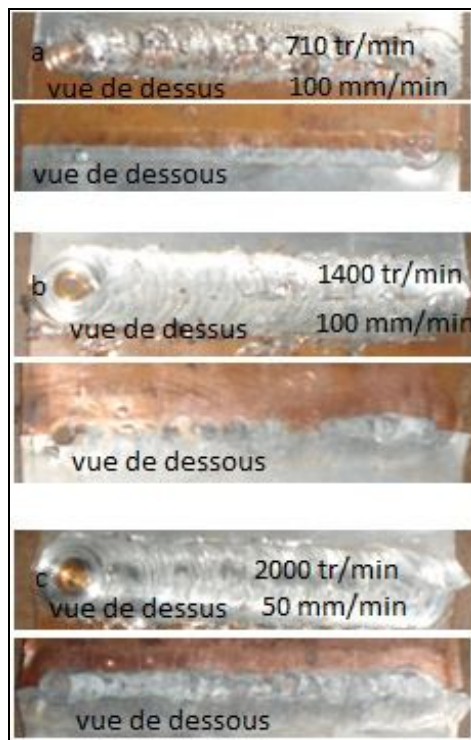 a
710 tr/min
vue de dessus 100 mm/min
vue de dessous
b
1400 tr/min
vue de dessus 100 mm/min
vue de dessous
c
2000 tr/min
vue de dessus 50 mm/min
vue de dessous